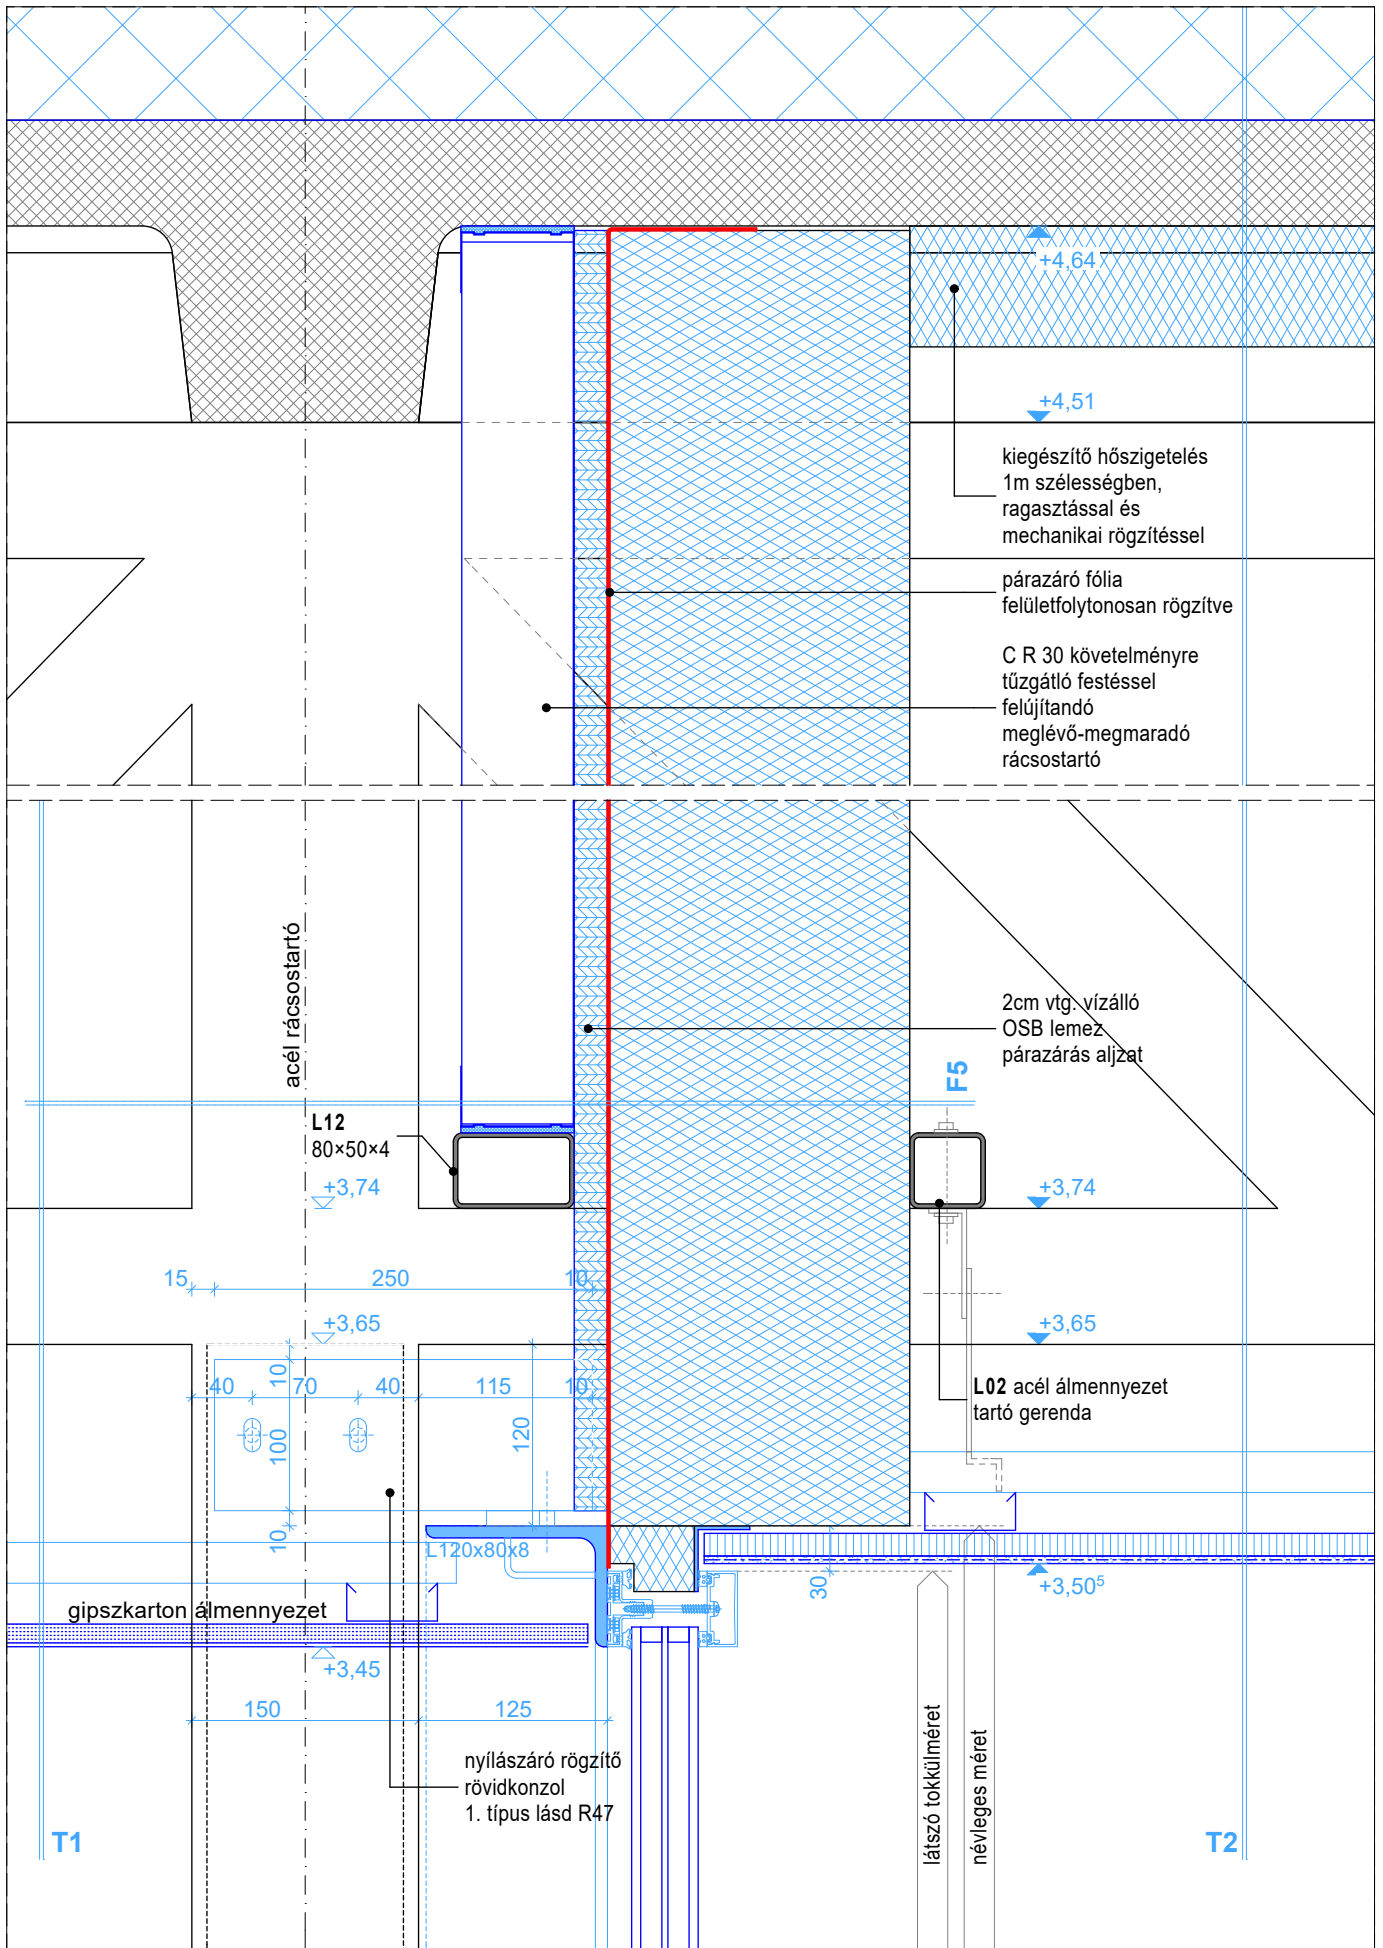 +4,64
+4,51
kiegészítő hőszigetelés
1m szélességben,
ragasztással és
mechanikai rögzítéssel
párazáró fólia
felületfolytonosan rögzítve
C R 30 követelményre
tűzgátló festéssel
felújítandó
meglévő-megmaradó
rácsostartó
acél rácsostartó
2cm vtg. vízálló
OSB lemez
párazárás aljzat
F5
L12
80×50×4
+3,74
+3,74
15
250
10
+3,65
+3,65
10
40
70
40
115
10
100
120
10
L02 acél álmennyezet
tartó gerenda
L120x80x8
30
+3,50⁵
gipszkarton álmennyezet
+3,45
150
125
nyílászáró rögzítő
rövidkonzol
1. típus lásd R47
látszó tokkülméret
névleges méret
T1
T2